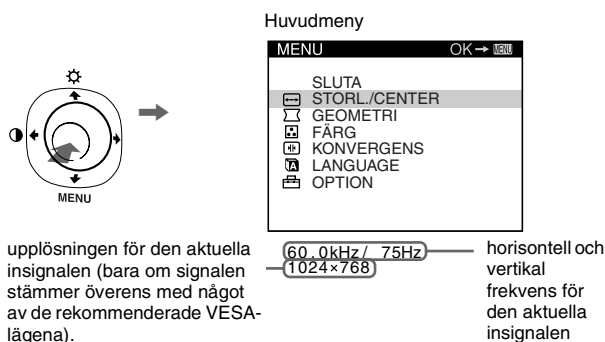 Huvudmeny
MENU OK→ MENU
SLUTA
STORL./CENTER
GEOMETRI
FÄRG
KONVERGENS
LANGUAGE
OPTION
MENU
60.0kHz/ 75Hz
1024×768
upplösningen för den aktuella
insignalen (bara om signalen
stämmer överens med något
av de rekommenderade VESA-
lägena).
horisontell och
vertikal
frekvens för
den aktuella
insignalen